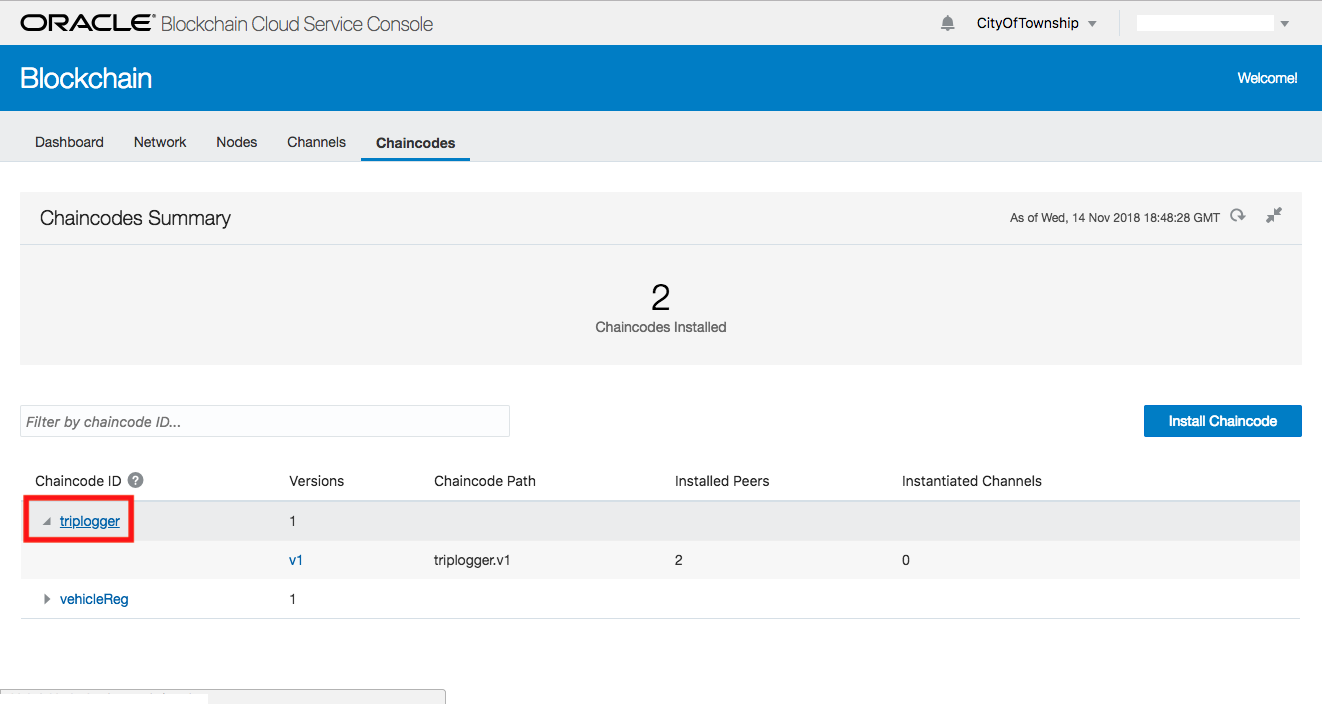 ORACLE® Blockchain Cloud Service Console CityOfTownship
Blockchain Welcome!
Dashboard Network Nodes Channels Chaincodes
Chaincodes Summary As of Wed, 14 Nov 2018 18:48:28 GMT
2
Chaincodes Installed
Filter by chaincode ID... Install Chaincode
Chaincode ID ? Versions Chaincode Path Installed Peers Instantiated Channels
triplogger 1
v1 triplogger.v1 2 0
vehicleReg 1